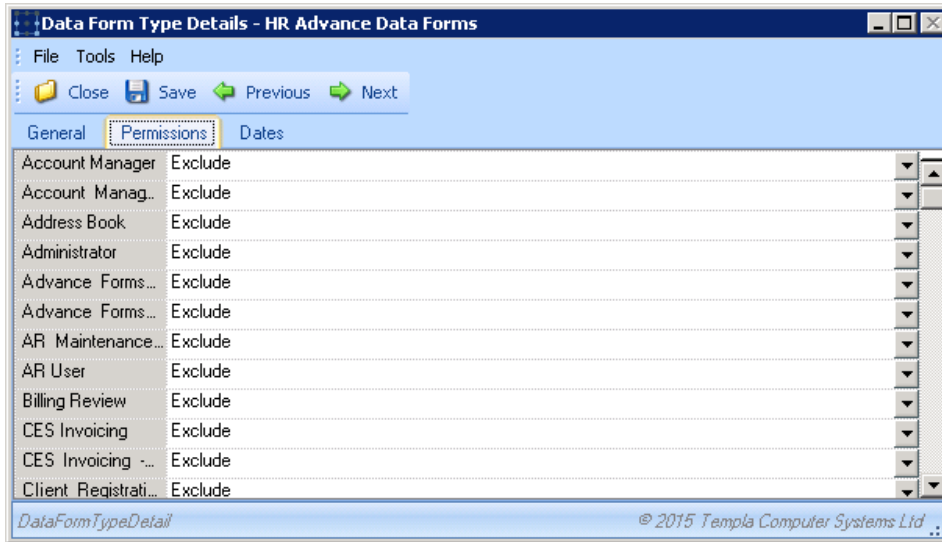 Data Form Type Details - HR Advance Data Forms
File Tools Help
Close Save Previous Next
General Permissions Dates
Account Manager Exclude
Account Manag... Exclude
Address Book Exclude
Administrator Exclude
Advance Forms... Exclude
Advance Forms... Exclude
AR Maintenance... Exclude
AR User Exclude
Billing Review Exclude
CES Invoicing Exclude
CES Invoicing -... Exclude
Client Registrati... Exclude
DataFormTypeDetail © 2015 Templa Computer Systems Ltd